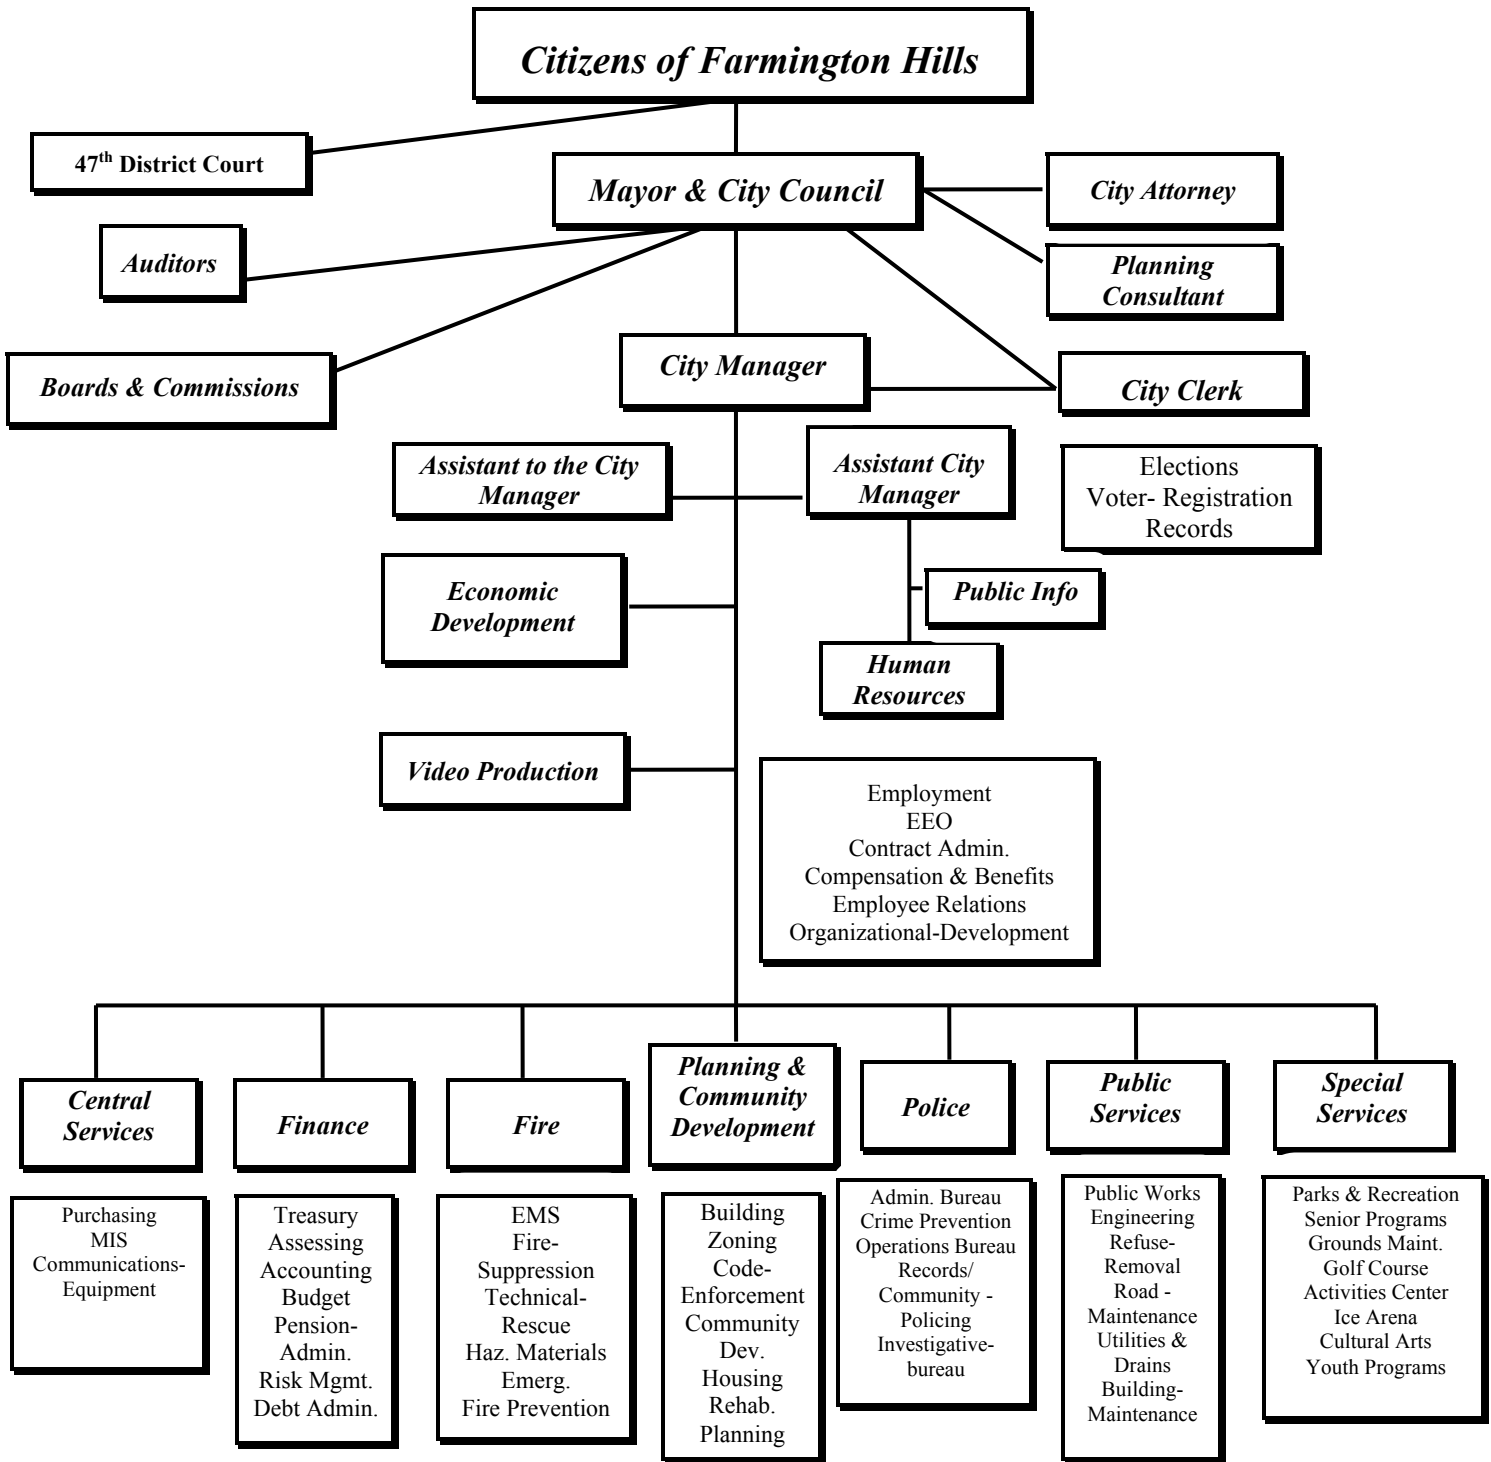 Citizens of Farmington Hills
47th District Court
Mayor & City Council
City Attorney
Auditors
Planning
Consultant
City Manager
Boards & Commissions
City Clerk
Assistant to the City
Manager
Assistant City
Manager
Elections
Voter- Registration
Records
Economic
Development
Public Info
Human
Resources
Video Production
Employment
EEO
Contract Admin.
Compensation & Benefits
Employee Relations
Organizational-Development
Central
Services
Finance
Fire
Planning &
Community
Development
Police
Public
Services
Special
Services
Purchasing
MIS
Communications-
Equipment
Treasury
Assessing
Accounting
Budget
Pension-
Admin.
Risk Mgmt.
Debt Admin.
EMS
Fire-
Suppression
Technical-
Rescue
Haz. Materials
Emerg.
Fire Prevention
Building
Zoning
Code-
Enforcement
Community
Dev.
Housing
Rehab.
Planning
Admin. Bureau
Crime Prevention
Operations Bureau
Records/
Community -
Policing
Investigative-
bureau
Public Works
Engineering
Refuse-
Removal
Road -
Maintenance
Utilities &
Drains
Building-
Maintenance
Parks & Recreation
Senior Programs
Grounds Maint.
Golf Course
Activities Center
Ice Arena
Cultural Arts
Youth Programs